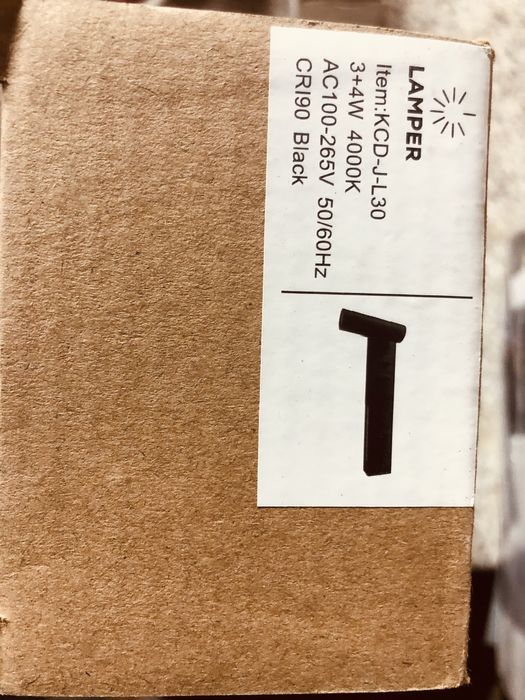 LAMPER
Item:KCD-J-L30
3+4W 4000K
AC100-265V 50/60Hz
CRI90 Black